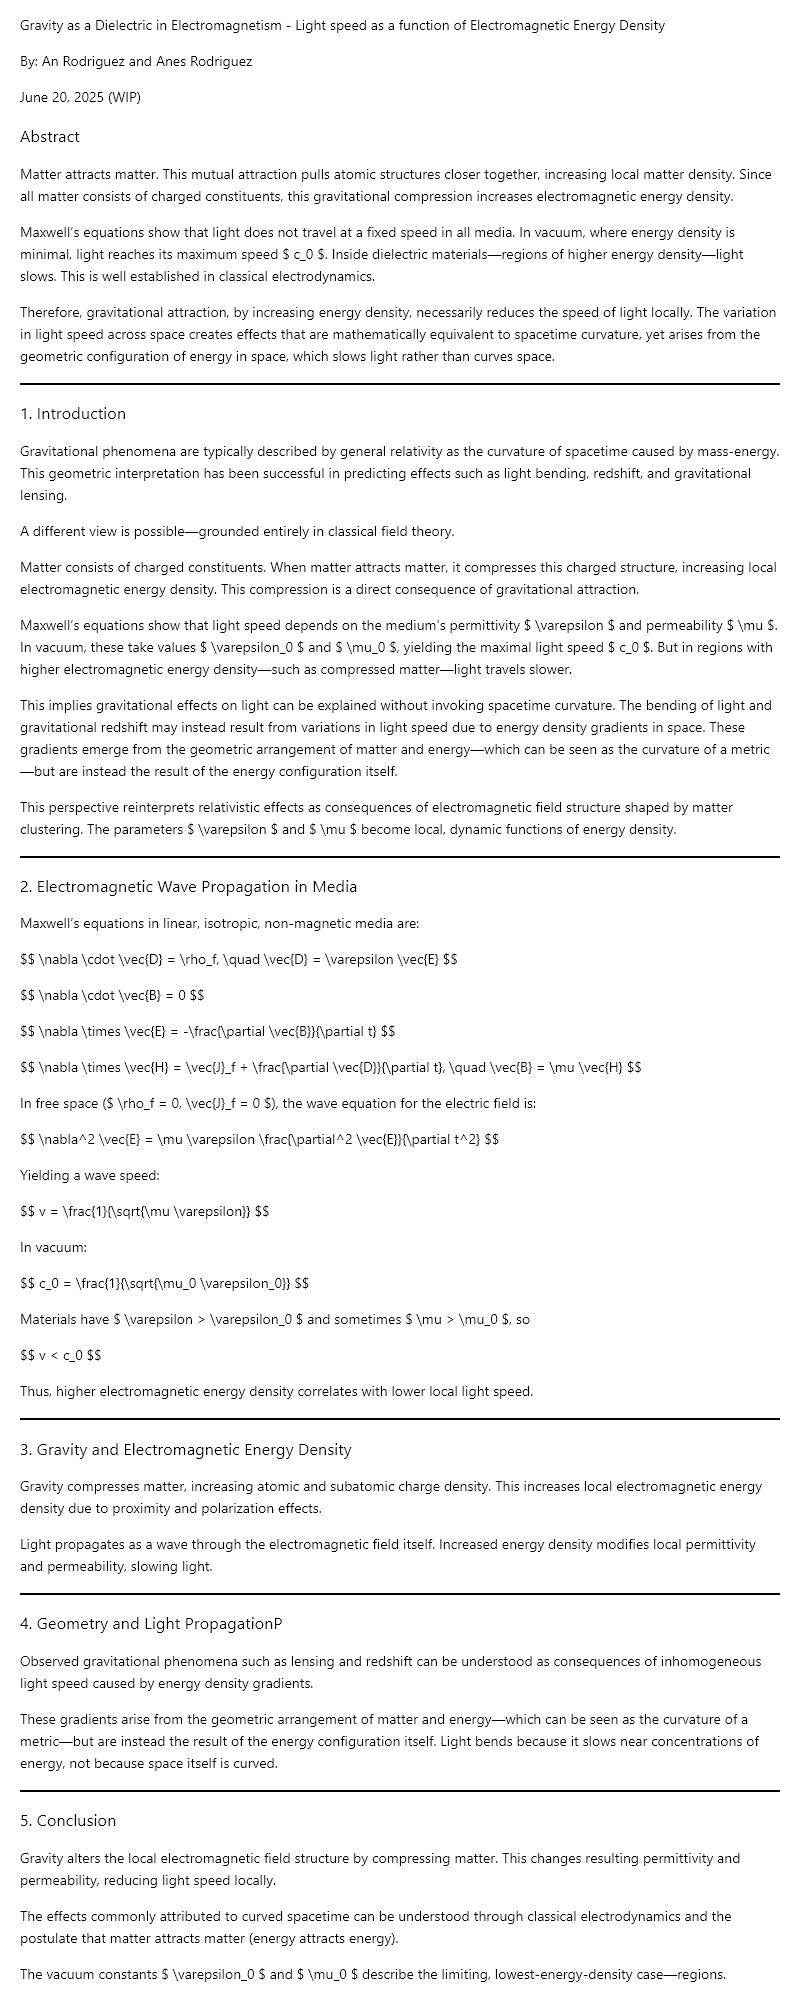 Gravity as a Dielectric in Electromagnetism - Light speed as a function of Electromagnetic Energy Density
By: An Rodriguez and Anes Rodriguez
June 20, 2025 (WIP)
Abstract
Matter attracts matter. This mutual attraction pulls atomic structures closer together, increasing local matter density. Since
all matter consists of charged constituents, this gravitational compression increases electromagnetic energy density.
Maxwell's equations show that light does not travel at a fixed speed in all media. In vacuum, where energy density is
minimal, light reaches its maximum speed $ c_0 $. Inside dielectric materials—regions of higher energy density—light
slows. This is well established in classical electrodynamics.
Therefore, gravitational attraction, by increasing energy density, necessarily reduces the speed of light locally. The variation
in light speed across space creates effects that are mathematically equivalent to spacetime curvature, yet arises from the
geometric configuration of energy in space, which slows light rather than curves space.
1. Introduction
Gravitational phenomena are typically described by general relativity as the curvature of spacetime caused by mass-energy.
This geometric interpretation has been successful in predicting effects such as light bending, redshift, and gravitational
lensing.
A different view is possible—grounded entirely in classical field theory.
Matter consists of charged constituents. When matter attracts matter, it compresses this charged structure, increasing local
electromagnetic energy density. This compression is a direct consequence of gravitational attraction.
Maxwell's equations show that light speed depends on the medium's permittivity $ \varepsilon $ and permeability $ \mu $.
In vacuum, these take values $ \varepsilon_0 $ and $ \mu_0 $, yielding the maximal light speed $ c_0 $. But in regions with
higher electromagnetic energy density—such as compressed matter—light travels slower.
This implies gravitational effects on light can be explained without invoking spacetime curvature. The bending of light and
gravitational redshift may instead result from variations in light speed due to energy density gradients in space. These
gradients emerge from the geometric arrangement of matter and energy—which can be seen as the curvature of a metric
—but are instead the result of the energy configuration itself.
This perspective reinterprets relativistic effects as consequences of electromagnetic field structure shaped by matter
clustering. The parameters $ \varepsilon $ and $ \mu $ become local, dynamic functions of energy density.
2. Electromagnetic Wave Propagation in Media
Maxwell's equations in linear, isotropic, non-magnetic media are:
$$ \nabla \cdot \vec{D} = \rho_f, \quad \vec{D} = \varepsilon \vec{E} $$
$$ \nabla \cdot \vec{B} = 0 $$
$$ \nabla \times \vec{E} = -\frac{\partial \vec{B}}{\partial t} $$
$$ \nabla \times \vec{H} = \vec{J}_f + \frac{\partial \vec{D}}{\partial t}, \quad \vec{B} = \mu \vec{H} $$
In free space ($ \rho_f = 0, \vec{J}_f = 0 $), the wave equation for the electric field is:
$$ \nabla^2 \vec{E} = \mu \varepsilon \frac{\partial^2 \vec{E}}{\partial t^2} $$
Yielding a wave speed:
$$ v = \frac{1}{\sqrt{\mu \varepsilon}} $$
In vacuum:
$$ c_0 = \frac{1}{\sqrt{\mu_0 \varepsilon_0}} $$
Materials have $ \varepsilon > \varepsilon_0 $ and sometimes $ \mu > \mu_0 $, so
$$ v < c_0 $$
Thus, higher electromagnetic energy density correlates with lower local light speed.
3. Gravity and Electromagnetic Energy Density
Gravity compresses matter, increasing atomic and subatomic charge density. This increases local electromagnetic energy
density due to proximity and polarization effects.
Light propagates as a wave through the electromagnetic field itself. Increased energy density modifies local permittivity
and permeability, slowing light.
4. Geometry and Light PropagationP
Observed gravitational phenomena such as lensing and redshift can be understood as consequences of inhomogeneous
light speed caused by energy density gradients.
These gradients arise from the geometric arrangement of matter and energy—which can be seen as the curvature of a
metric—but are instead the result of the energy configuration itself. Light bends because it slows near concentrations of
energy, not because space itself is curved.
5. Conclusion
Gravity alters the local electromagnetic field structure by compressing matter. This changes resulting permittivity and
permeability, reducing light speed locally.
The effects commonly attributed to curved spacetime can be understood through classical electrodynamics and the
postulate that matter attracts matter (energy attracts energy).
The vacuum constants $ \varepsilon_0 $ and $ \mu_0 $ describe the limiting, lowest-energy-density case—regions.